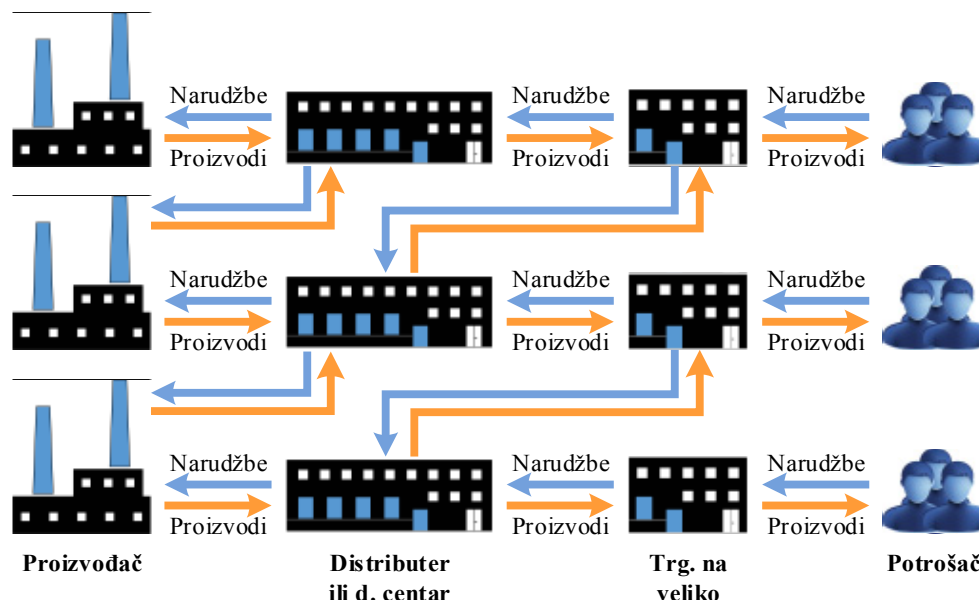 Narudžbe Narudžbe Narudžbe
Proizvodi Proizvodi Proizvodi
Narudžbe Narudžbe Narudžbe
Proizvodi Proizvodi Proizvodi
Narudžbe Narudžbe Narudžbe
Proizvodi Proizvodi Proizvodi
Proizvođač Distributer Trg. na Potrošač
ili d. centar veliko